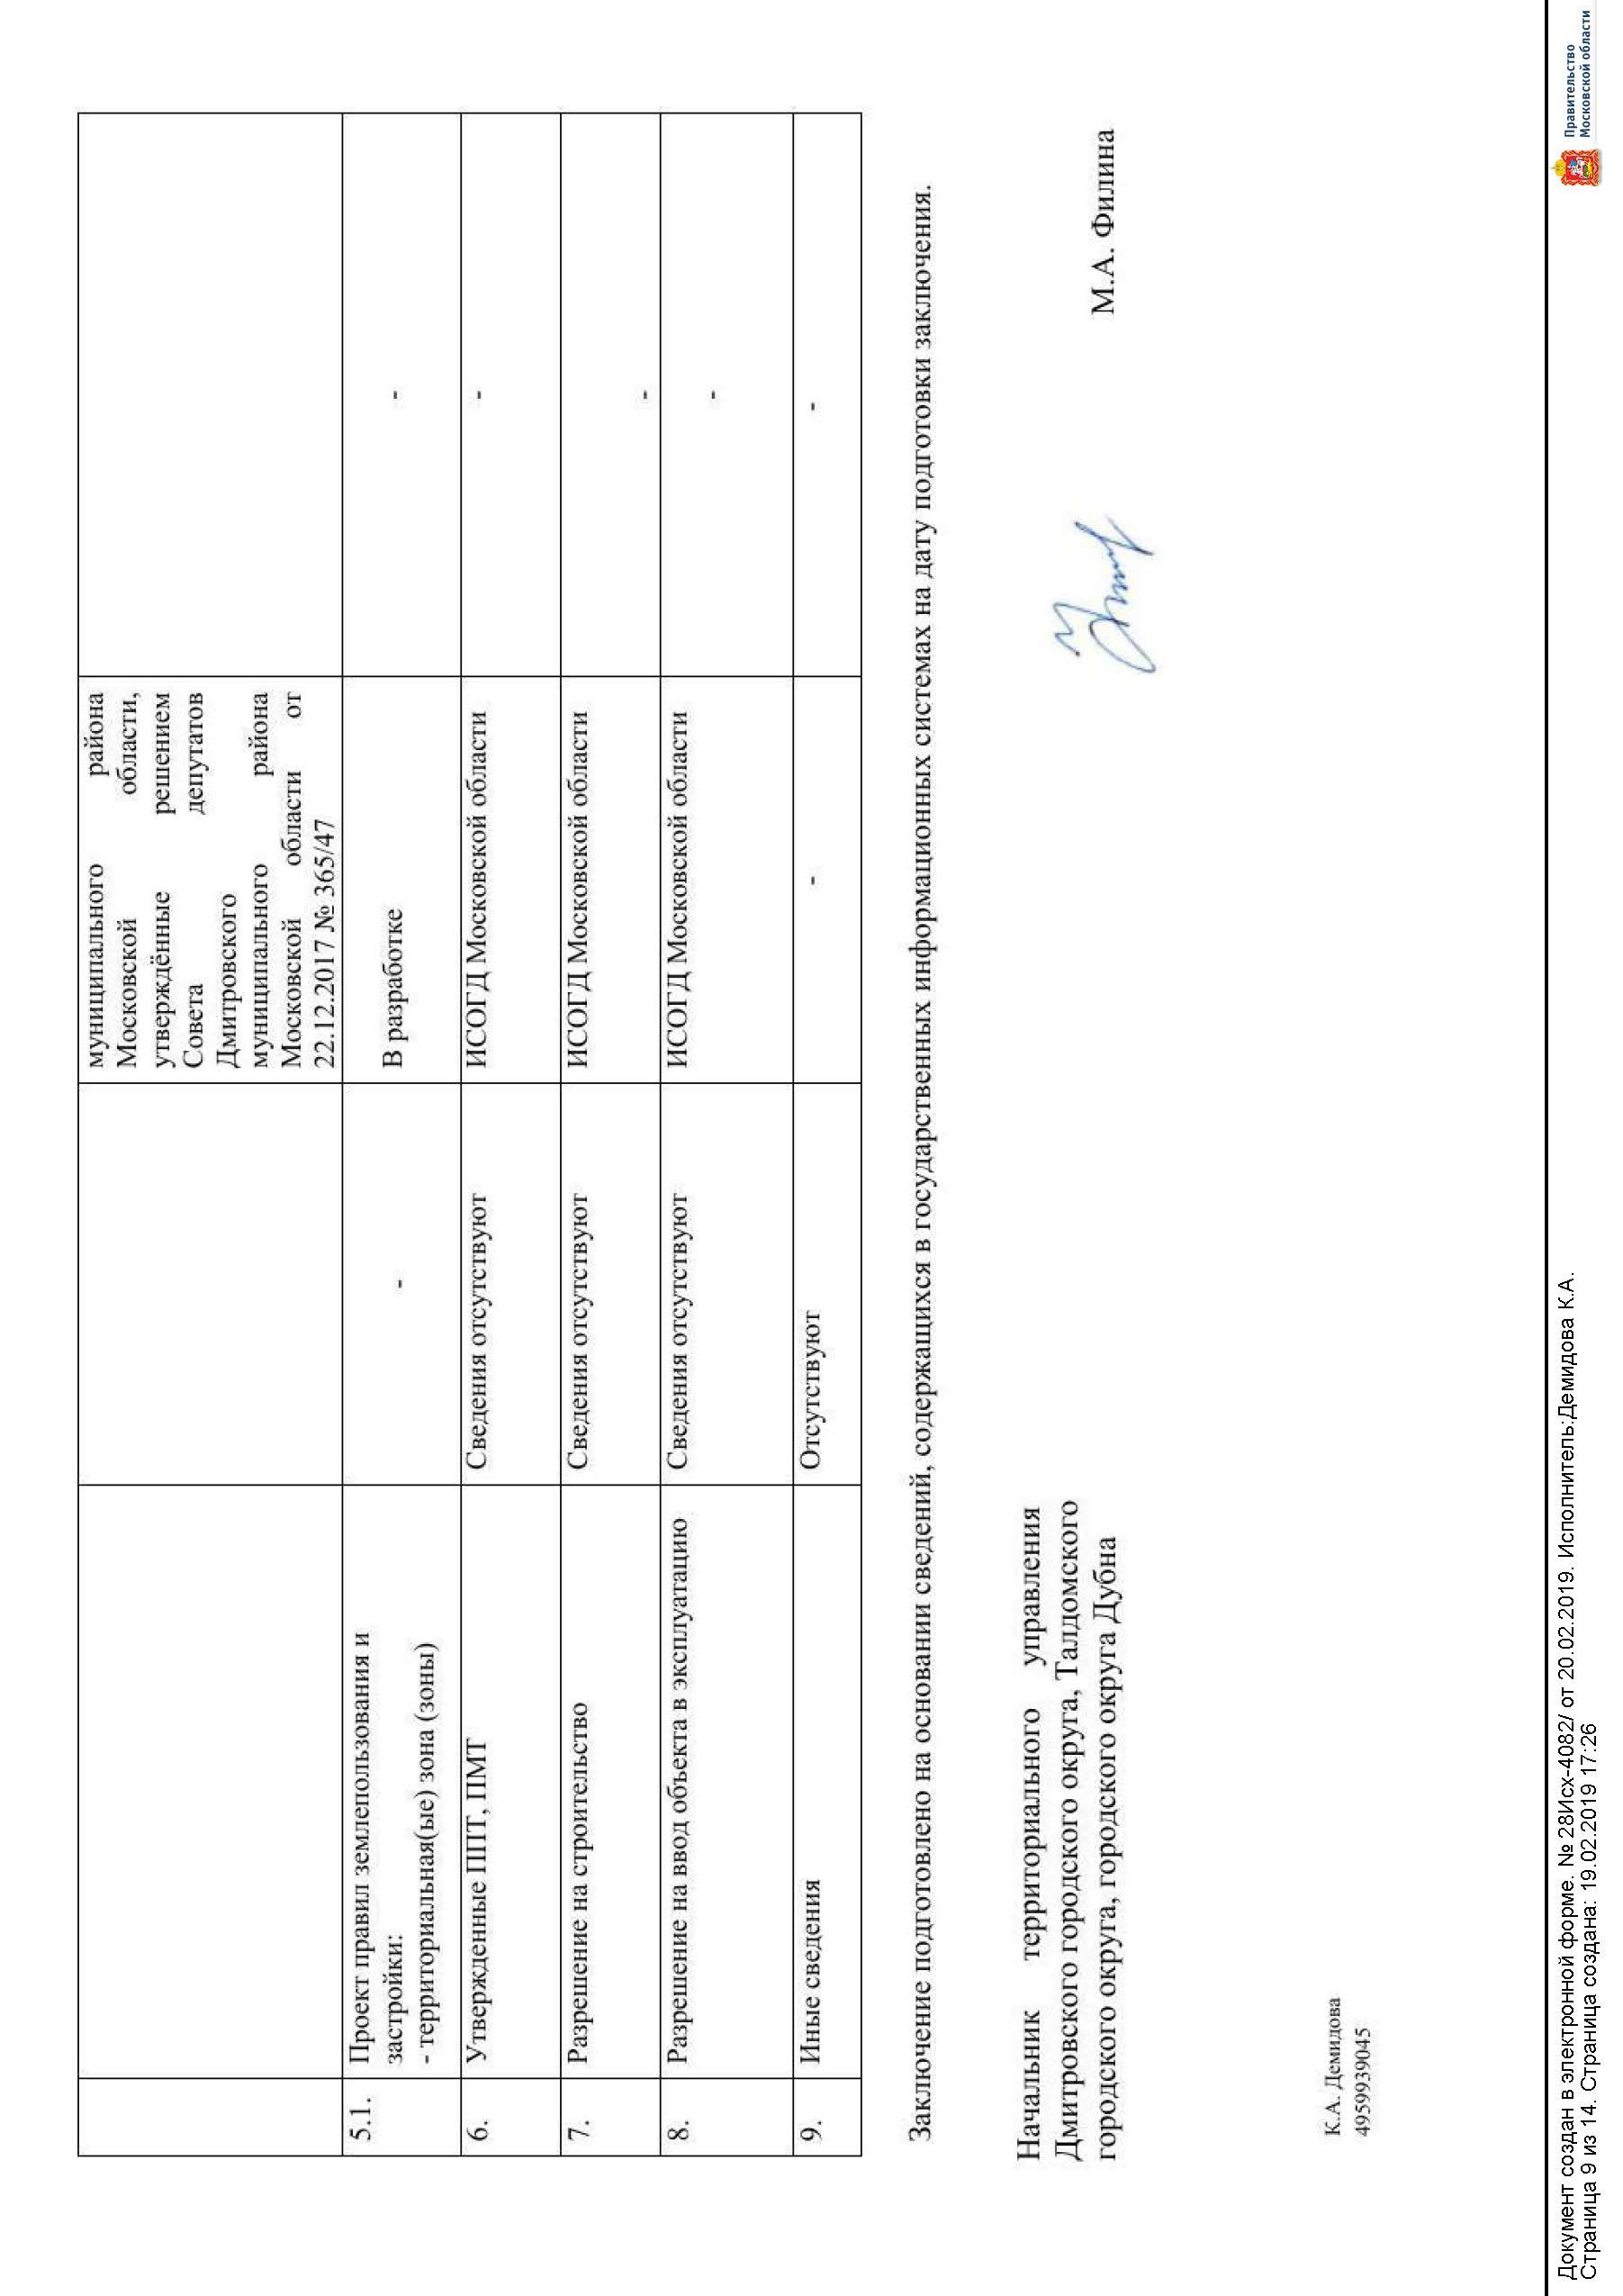 муниципального района
Московской области,
утверждённые решением
Совета депутатов
Дмитровского
муниципального района
Московской области от
22.12.2017 № 365/47
5.1. Проект правил землепользования и
застройки:
- территориальная(ые) зона (зоны)
-
В разработке
-
6. Утвержденные ППТ, ПМТ Сведения отсутствуют ИСОГД Московской области -
7. Разрешение на строительство Сведения отсутствуют ИСОГД Московской области
-
8. Разрешение на ввод объекта в эксплуатацию Сведения отсутствуют ИСОГД Московской области
-
9. Иные сведения Отсутствуют - -
Заключение подготовлено на основании сведений, содержащихся в государственных информационных системах на дату подготовки заключения.
Начальник территориального управления
Дмитровского городского округа, Талдомского
городского округа, городского округа Дубна
М.А. Филина
К.А. Демидова
4959939045
Документ создан в электронной форме. № 28Исх-4082/ от 20.02.2019. Исполнитель:Демидова К.А.
Страница 9 из 14. Страница создана: 19.02.2019 17:26
Правительство
Московской области